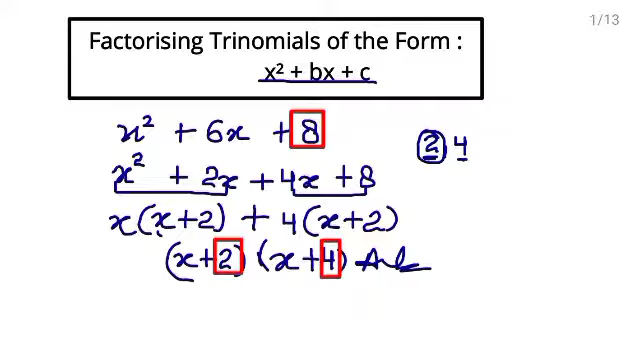 1/13
Factorising Trinomials of the Form :
x² + bx + c
x² + 6x + 8
2 4
x² + 2x + 4x + 8
x(x+2) + 4(x+2)
(x+2)(x+4) Ans